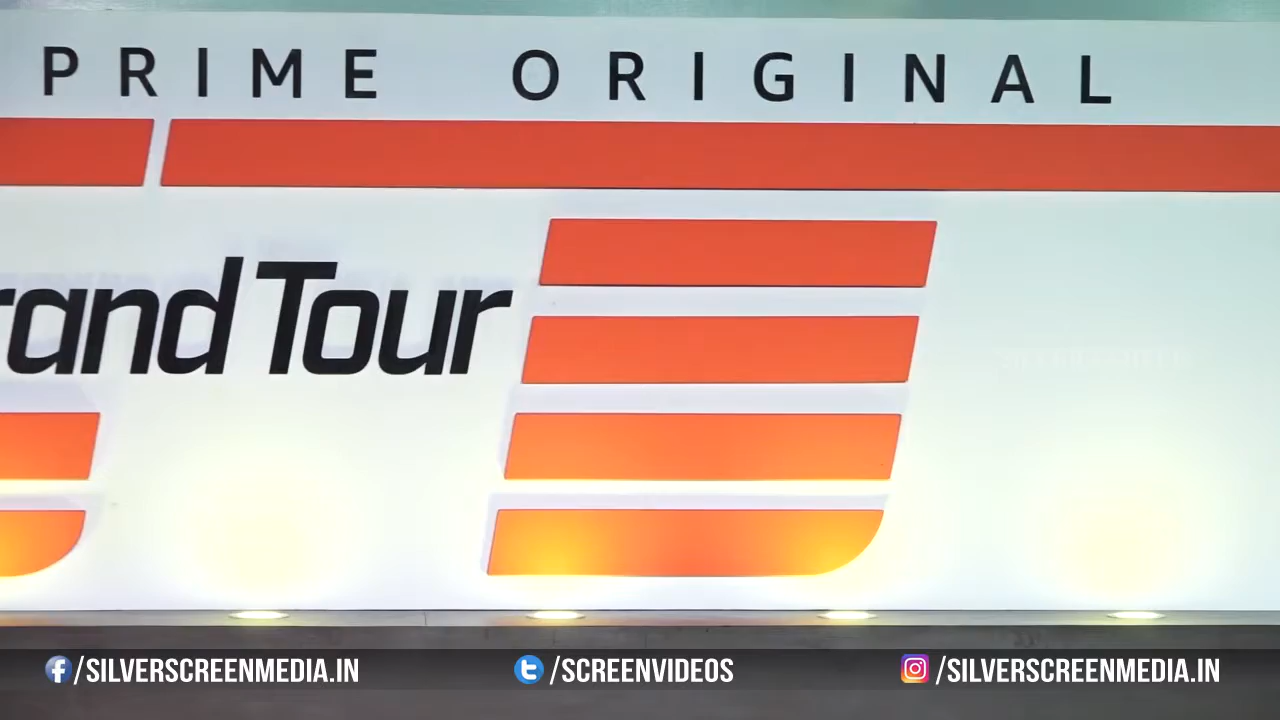 PRIME ORIGINAL
rand Tour
/SILVERSCREENMEDIA.IN
/SCREENVIDEOS
/SILVERSCREENMEDIA.IN